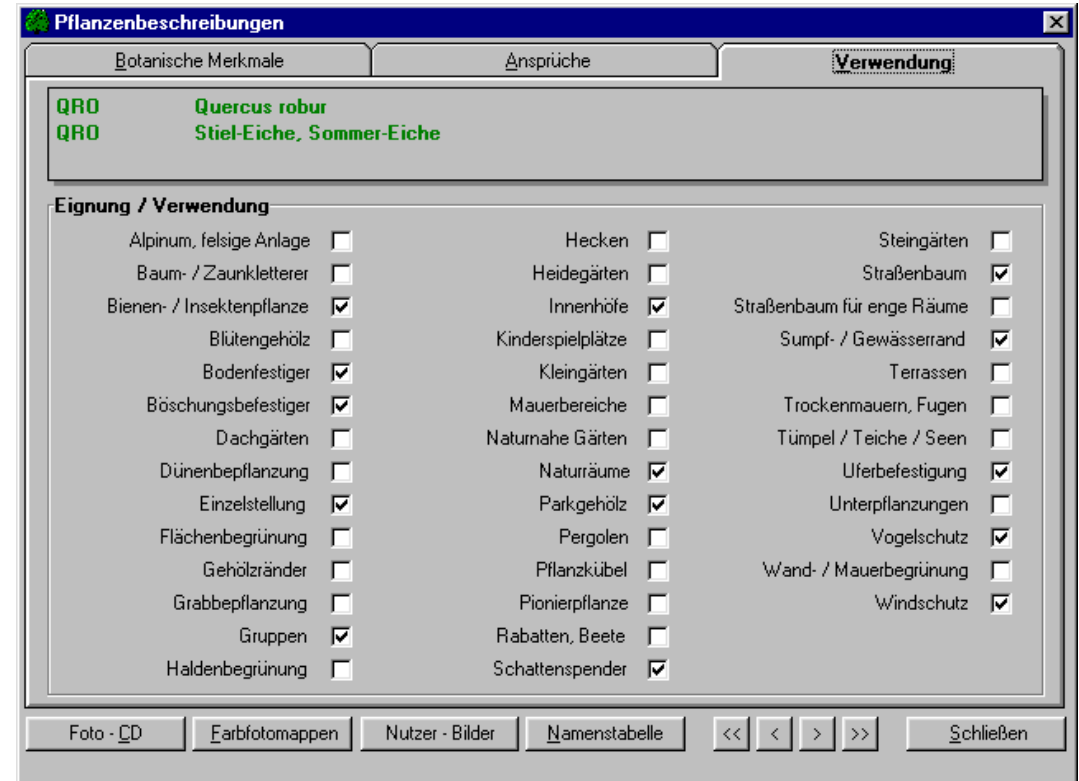 Pflanzenbeschreibungen
Botanische Merkmale
Ansprüche
Verwendung
QRO Quercus robur
QRO Stiel-Eiche, Sommer-Eiche
Eignung / Verwendung
Alpinum, felsige Anlage
Baum- / Zaunkletterer
Bienen- / Insektenpflanze
Blütengehölz
Bodenfestiger
Böschungsbefestiger
Dachgärten
Dünenbepflanzung
Einzelstellung
Flächenbegrünung
Gehölzränder
Grabbepflanzung
Gruppen
Haldenbegrünung
Hecken
Heidegärten
Innenhöfe
Kinderspielplätze
Kleingärten
Mauerbereiche
Naturnahe Gärten
Naturräume
Parkgehölz
Pergolen
Pflanzkübel
Pionierpflanze
Rabatten, Beete
Schattenspender
Steingärten
Straßenbaum
Straßenbaum für enge Räume
Sumpf- / Gewässerrand
Terrassen
Trockenmauern, Fugen
Tümpel / Teiche / Seen
Uferbefestigung
Unterpflanzungen
Vogelschutz
Wand- / Mauerbegrünung
Windschutz
Foto - CD
Farbfotomappen
Nutzer - Bilder
Namenstabelle
<<
<
>
>>
Schließen